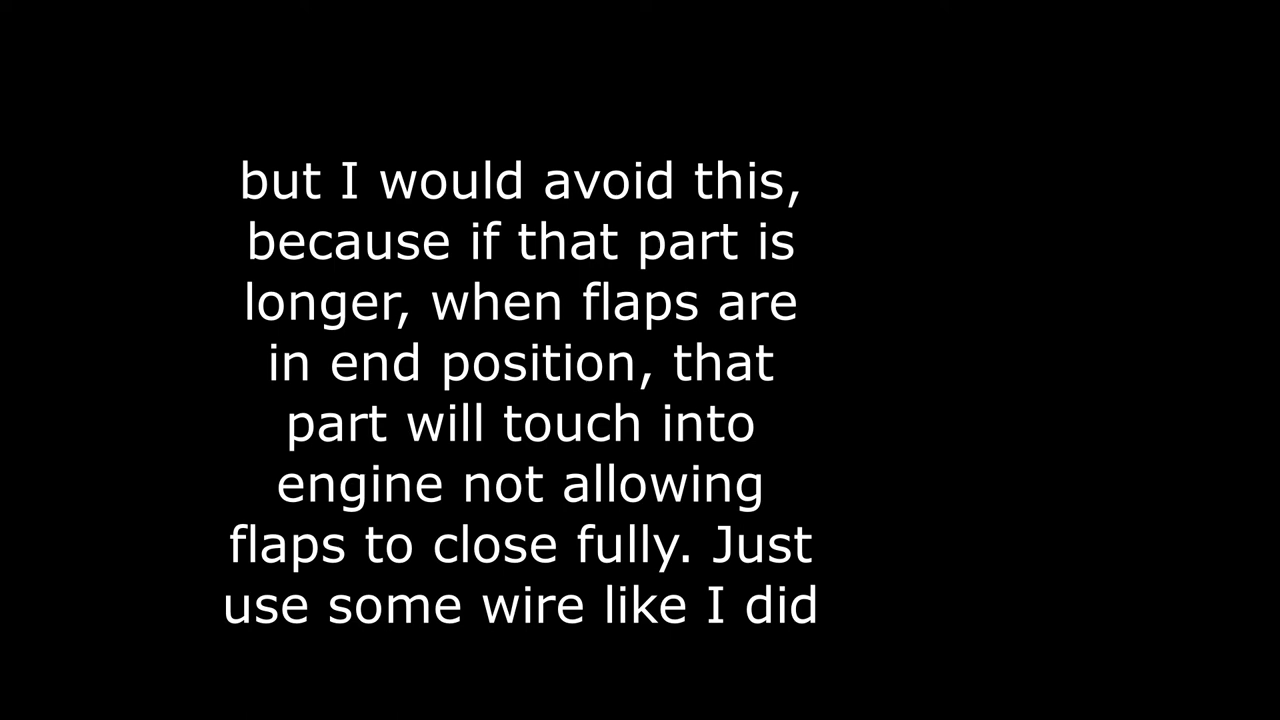 but I would avoid this,
because if that part is
longer, when flaps are
in end position, that
part will touch into
engine not allowing
flaps to close fully. Just
use some wire like I did